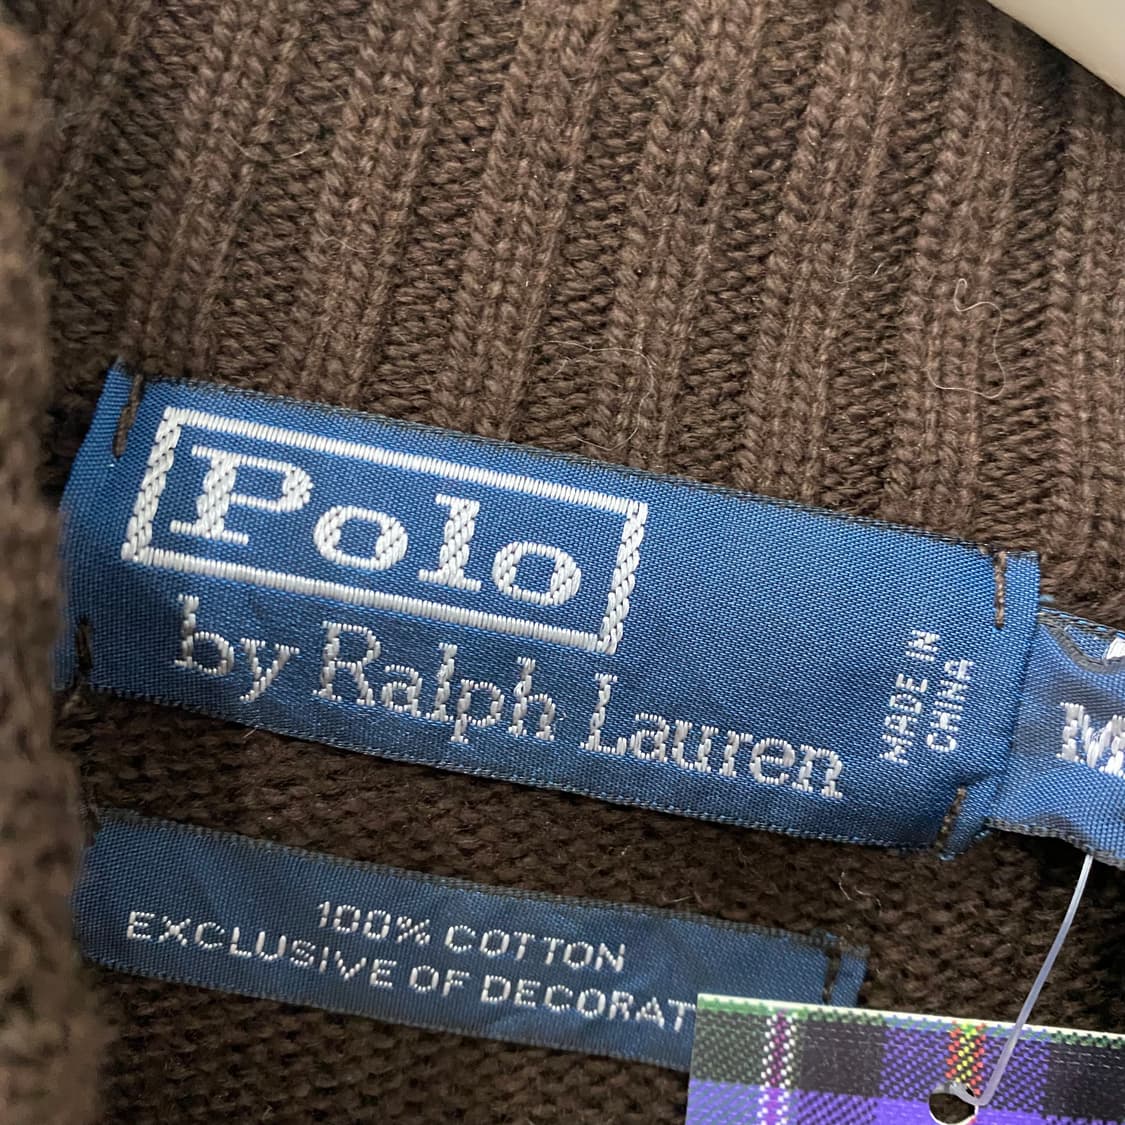 Polo
by Ralph Lauren
MADE IN
CHINA
M
100% COTTON
EXCLUSIVE OF DECORAT